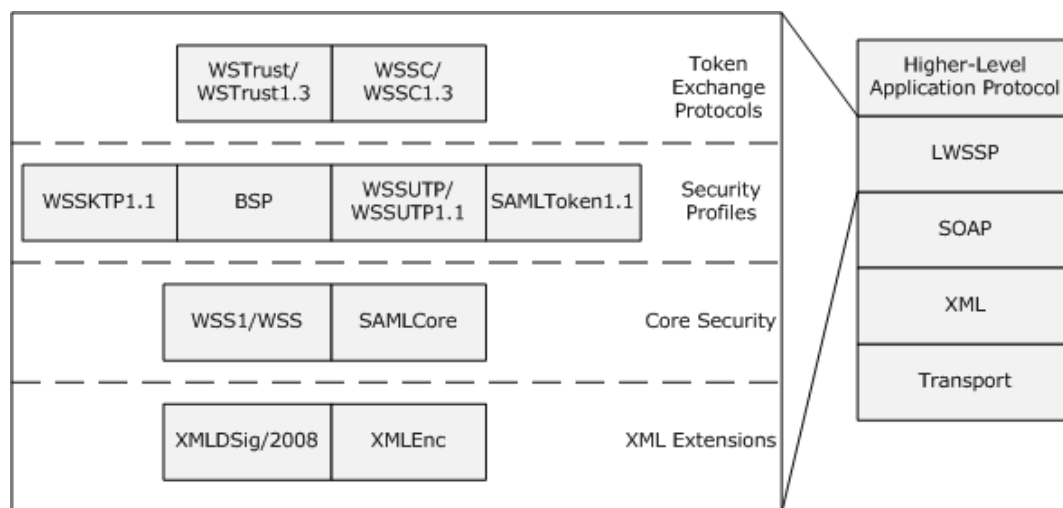 WSTrust/
WSTrust1.3
WSSC/
WSSC1.3
Token
Exchange
Protocols
WSSKTP1.1
BSP
WSSUTP/
WSSUTP1.1
SAMLToken1.1
Security
Profiles
WSS1/WSS
SAMLCore
Core Security
XMLDSig/2008
XMLEnc
XML Extensions
Higher-Level
Application Protocol
LWSSP
SOAP
XML
Transport